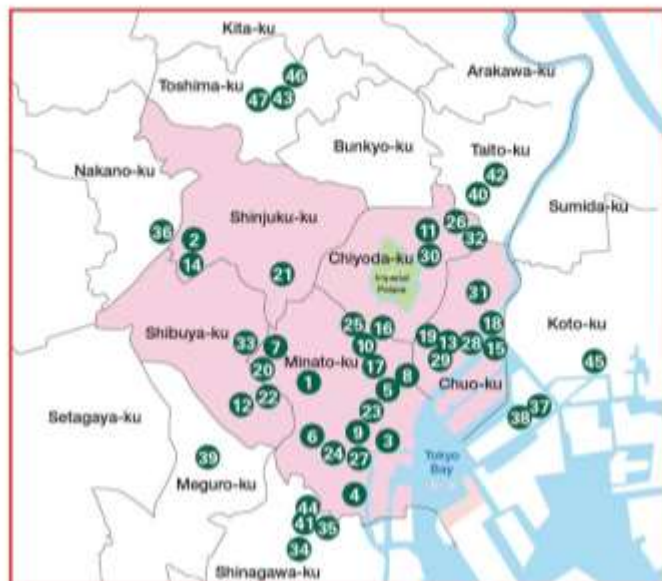 Kita-ku
46
Toshima-ku
47 43
Arakawa-ku
Bunkyo-ku
Taito-ku
42
40
Nakano-ku
Sumida-ku
Shinjuku-ku
36 2
14
21
11
26
32
Chiyoda-ku
30
Imperial
Palace
31
Shibuya-ku
33 7
20
25 16
10
19 13 28
18
15
29
Koto-ku
45
Minato-ku
1
17
8
5
Chuo-ku
12 22
23
37
38
Setagaya-ku
6
9
3
24 27
Tokyo
Bay
39
Meguro-ku
4
44
41 35
34
Shinagawa-ku